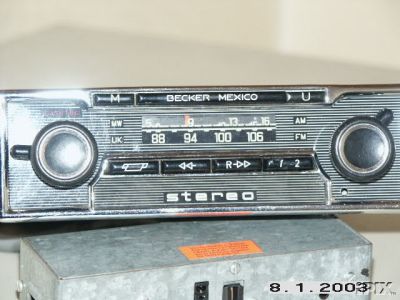 M BECKER MEXICO U
MW 5 9 13 16 AM
UK 88 94 100 106 FM
R 1/2
stereo
8.1.2003